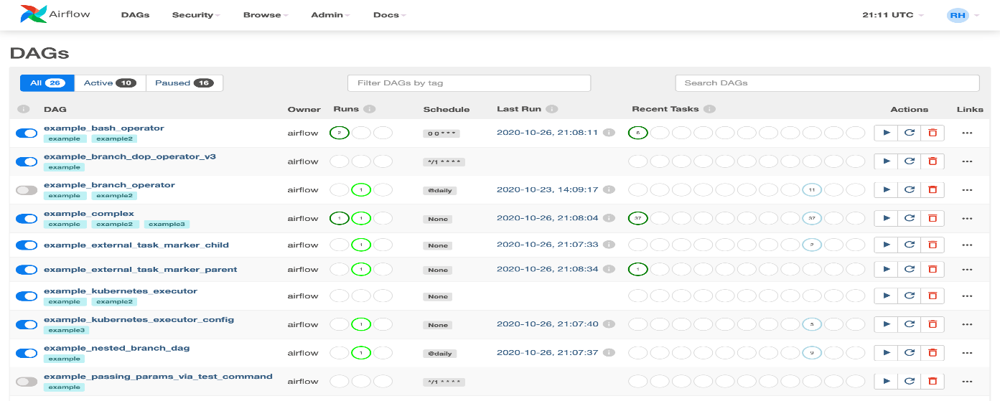 Airflow DAGs Security Browse Admin Docs 21:11 UTC RH
DAGs
All 26 Active 10 Paused 16 Filter DAGs by tag Search DAGs
i DAG Owner Runs i Schedule Last Run i Recent Tasks i Actions Links
example_bash_operator
example example2 airflow 2 0 0 * * * 2020-10-26, 21:08:11 i 6
example_branch_dop_operator_v3
example airflow */1 * * * *
example_branch_operator
example example2 airflow 1 @daily 2020-10-23, 14:09:17 i 11
example_complex
example example2 example3 airflow 1 1 None 2020-10-26, 21:08:04 i 37 37
example_external_task_marker_child airflow 1 None 2020-10-26, 21:07:33 i 2
example_external_task_marker_parent airflow 1 None 2020-10-26, 21:08:34 i 1
example_kubernetes_executor
example example2 airflow None
example_kubernetes_executor_config
example3 airflow 1 None 2020-10-26, 21:07:40 i 5
example_nested_branch_dag
example airflow 1 @daily 2020-10-26, 21:07:37 i 9
example_passing_params_via_test_command
example airflow */1 * * * *